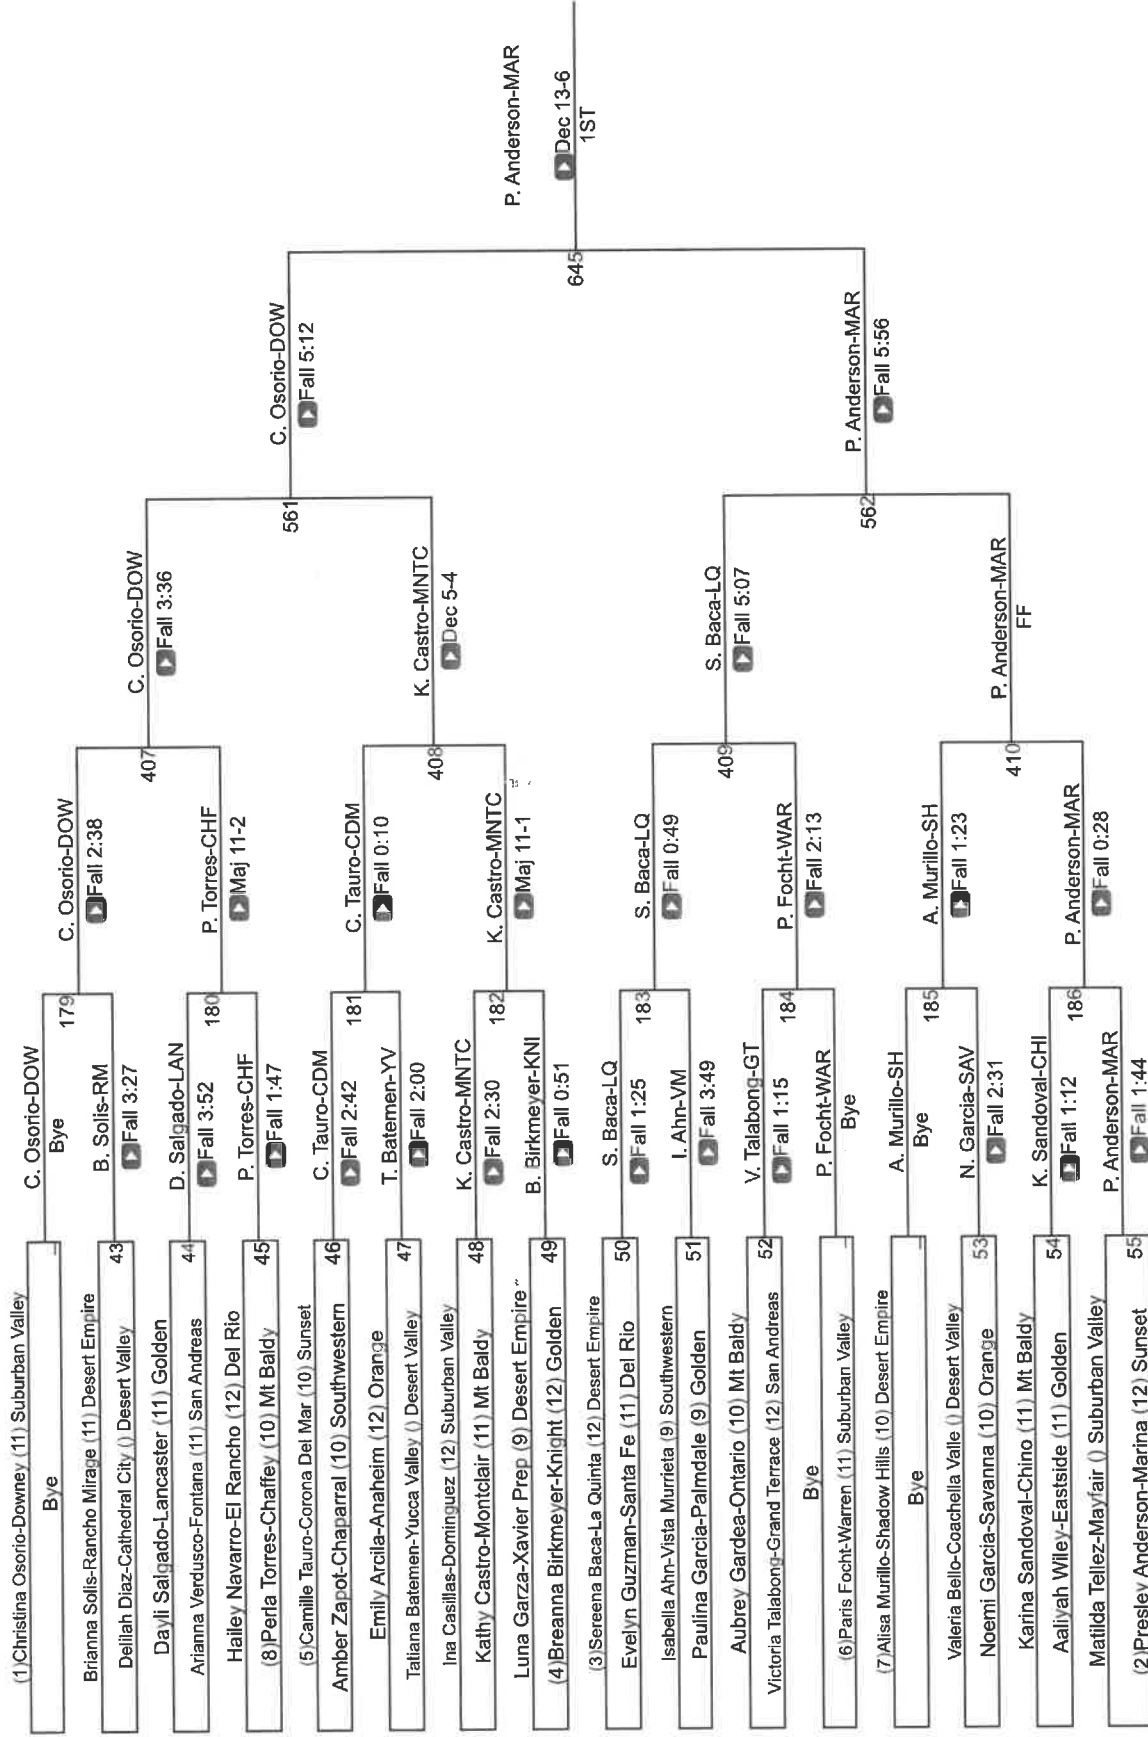 (1)Christina Osorio-Downey (11) Suburban Valley
Bye
Brianna Solis-Rancho Mirage (11) Desert Empire
Delilah Diaz-Cathedral City () Desert Valley
43
Dayli Salgado-Lancaster (11) Golden
Arianna Verdusco-Fontana (11) San Andreas
44
Hailey Navarro-El Rancho (12) Del Rio
(8)Perla Torres-Chaffey (10) Mt Baldy
45
(5)Camille Tauro-Corona Del Mar (10) Sunset
Amber Zapot-Chaparral (10) Southwestern
46
Emily Arcila-Anaheim (12) Orange
Tatiana Batemen-Yucca Valley () Desert Valley
47
Ina Casillas-Dominguez (12) Suburban Valley
Kathy Castro-Montclair (11) Mt Baldy
48
Luna Garza-Xavier Prep (9) Desert Empire
(4)Breanna Birkmeyer-Knight (12) Golden
49
(3)Sereena Baca-La Quinta (12) Desert Empire
Evelyn Guzman-Santa Fe (11) Del Rio
50
Isabella Ahn-Vista Murrieta (9) Southwestern
Paulina Garcia-Palmdale (9) Golden
51
Aubrey Gardea-Ontario (10) Mt Baldy
Victoria Talabong-Grand Terrace (12) San Andreas
52
Bye
(6)Paris Focht-Warren (11) Suburban Valley
(7)Alisa Murillo-Shadow Hills (10) Desert Empire
Bye
Valeria Bello-Coachella Valle () Desert Valley
Noemi Garcia-Savanna (10) Orange
53
Karina Sandoval-Chino (11) Mt Baldy
Aaliyah Wiley-Eastside (11) Golden
54
Matilda Tellez-Mayfair () Suburban Valley
(2)Presley Anderson-Marina (12) Sunset
55
C. Osorio-DOW
Bye
179
B. Solis-RM
Fall 3:27
D. Salgado-LAN
Fall 3:52
180
P. Torres-CHF
Fall 1:47
C. Tauro-CDM
Fall 2:42
181
T. Batemen-YV
Fall 2:00
K. Castro-MNTC
Fall 2:30
182
B. Birkmeyer-KNI
Fall 0:51
S. Baca-LQ
Fall 1:25
183
I. Ahn-VM
Fall 3:49
V. Talabong-GT
Fall 1:15
184
P. Focht-WAR
Bye
A. Murillo-SH
Bye
185
N. Garcia-SAV
Fall 2:31
K. Sandoval-CHI
Fall 1:12
186
P. Anderson-MAR
Fall 1:44
C. Osorio-DOW
Fall 2:38
407
P. Torres-CHF
Maj 11-2
C. Tauro-CDM
Fall 0:10
408
K. Castro-MNTC
Maj 11-1
S. Baca-LQ
Fall 0:49
409
P. Focht-WAR
Fall 2:13
A. Murillo-SH
Fall 1:23
410
P. Anderson-MAR
Fall 0:28
C. Osorio-DOW
Fall 3:36
561
K. Castro-MNTC
Dec 5-4
S. Baca-LQ
Fall 5:07
562
P. Anderson-MAR
FF
C. Osorio-DOW
Fall 5:12
645
P. Anderson-MAR
Fall 5:56
P. Anderson-MAR
Dec 13-6
1ST